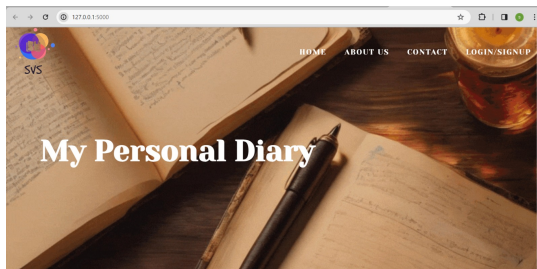 127.0.0.1:5000
SVS
HOME ABOUT US CONTACT LOGIN/SIGNUP
My Personal Diary